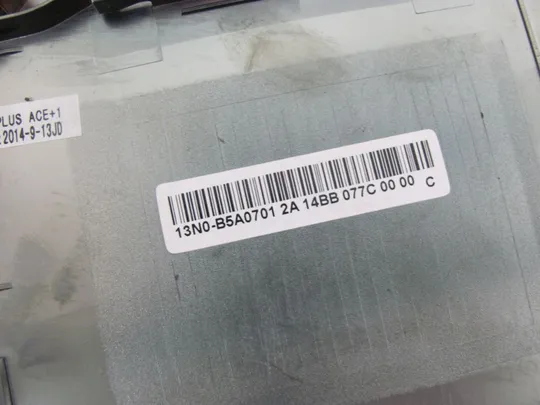 PLUS ACE+1
2014-9-13JD
13N0-B5A0701 2A 14BB 077C 00 00 C